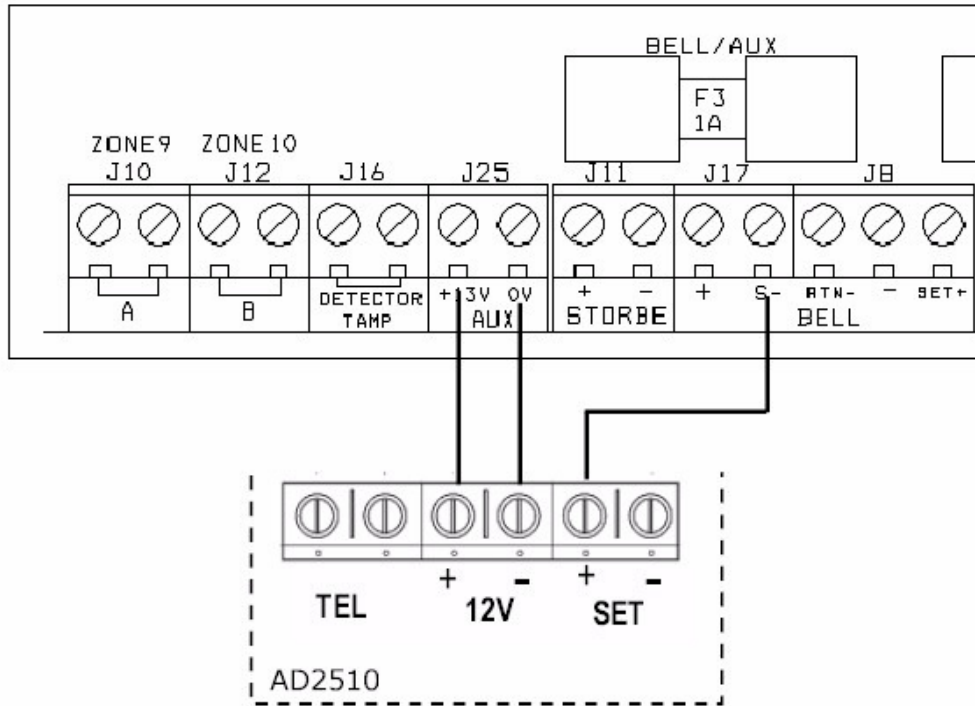 BELL/AUX
F3
1A
ZONE9 ZONE10
J10 J12 J16 J25 J11 J17 J8
+13V 0V + - + S- RTN- - SET+
A B DETECTOR TAMP AUX STORBE BELL
+ - + -
TEL 12V SET
AD2510